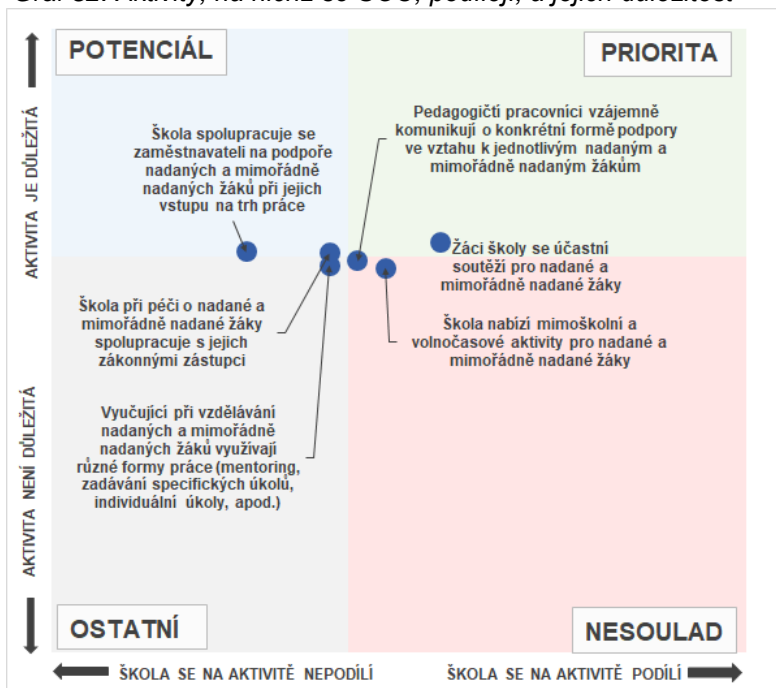 POTENCIÁL
PRIORITA
Škola spolupracuje se
zaměstnavateli na podpoře
nadaných a mimořádně
nadaných žáků při jejich
vstupu na trh práce
Pedagogičtí pracovníci vzájemně
komunikují o konkrétní formě podpory
ve vztahu k jednotlivým nadaným a
mimořádně nadaným žákům
Žáci školy se účastní
soutěží pro nadané a
mimořádně nadané žáky
Škola při péči o nadané a
mimořádně nadané žáky
spolupracuje s jejich
zákonnými zástupci
Škola nabízí mimoškolní a
volnočasové aktivity pro nadané a
mimořádně nadané žáky
Vyučující při vzdělávání
nadaných a mimořádně
nadaných žáků využívají
různé formy práce (mentoring,
zadávání specifických úkolů,
individuální úkoly, apod.)
AKTIVITA JE DŮLEŽITÁ
AKTIVITA NENÍ DŮLEŽITÁ
OSTATNÍ
NESOULAD
ŠKOLA SE NA AKTIVITĚ NEPODÍLÍ
ŠKOLA SE NA AKTIVITĚ PODÍLÍ